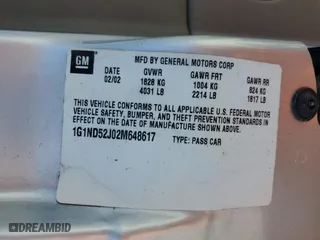 GM
MFD BY GENERAL MOTORS CORP
DATE GVWR GAWR FRT GAWR RR
02/02 1828 KG 1004 KG 824 KG
4031 LB 2214 LB 1817 LB
THIS VEHICLE CONFORMS TO ALL APPLICABLE U.S. FEDERAL MOTOR
VEHICLE SAFETY, BUMPER, AND THEFT PREVENTION STANDARDS
IN EFFECT ON THE DATE OF MANUFACTURE SHOWN ABOVE.
1G1ND52J02M648617 TYPE: PASS CAR
DREAMBID